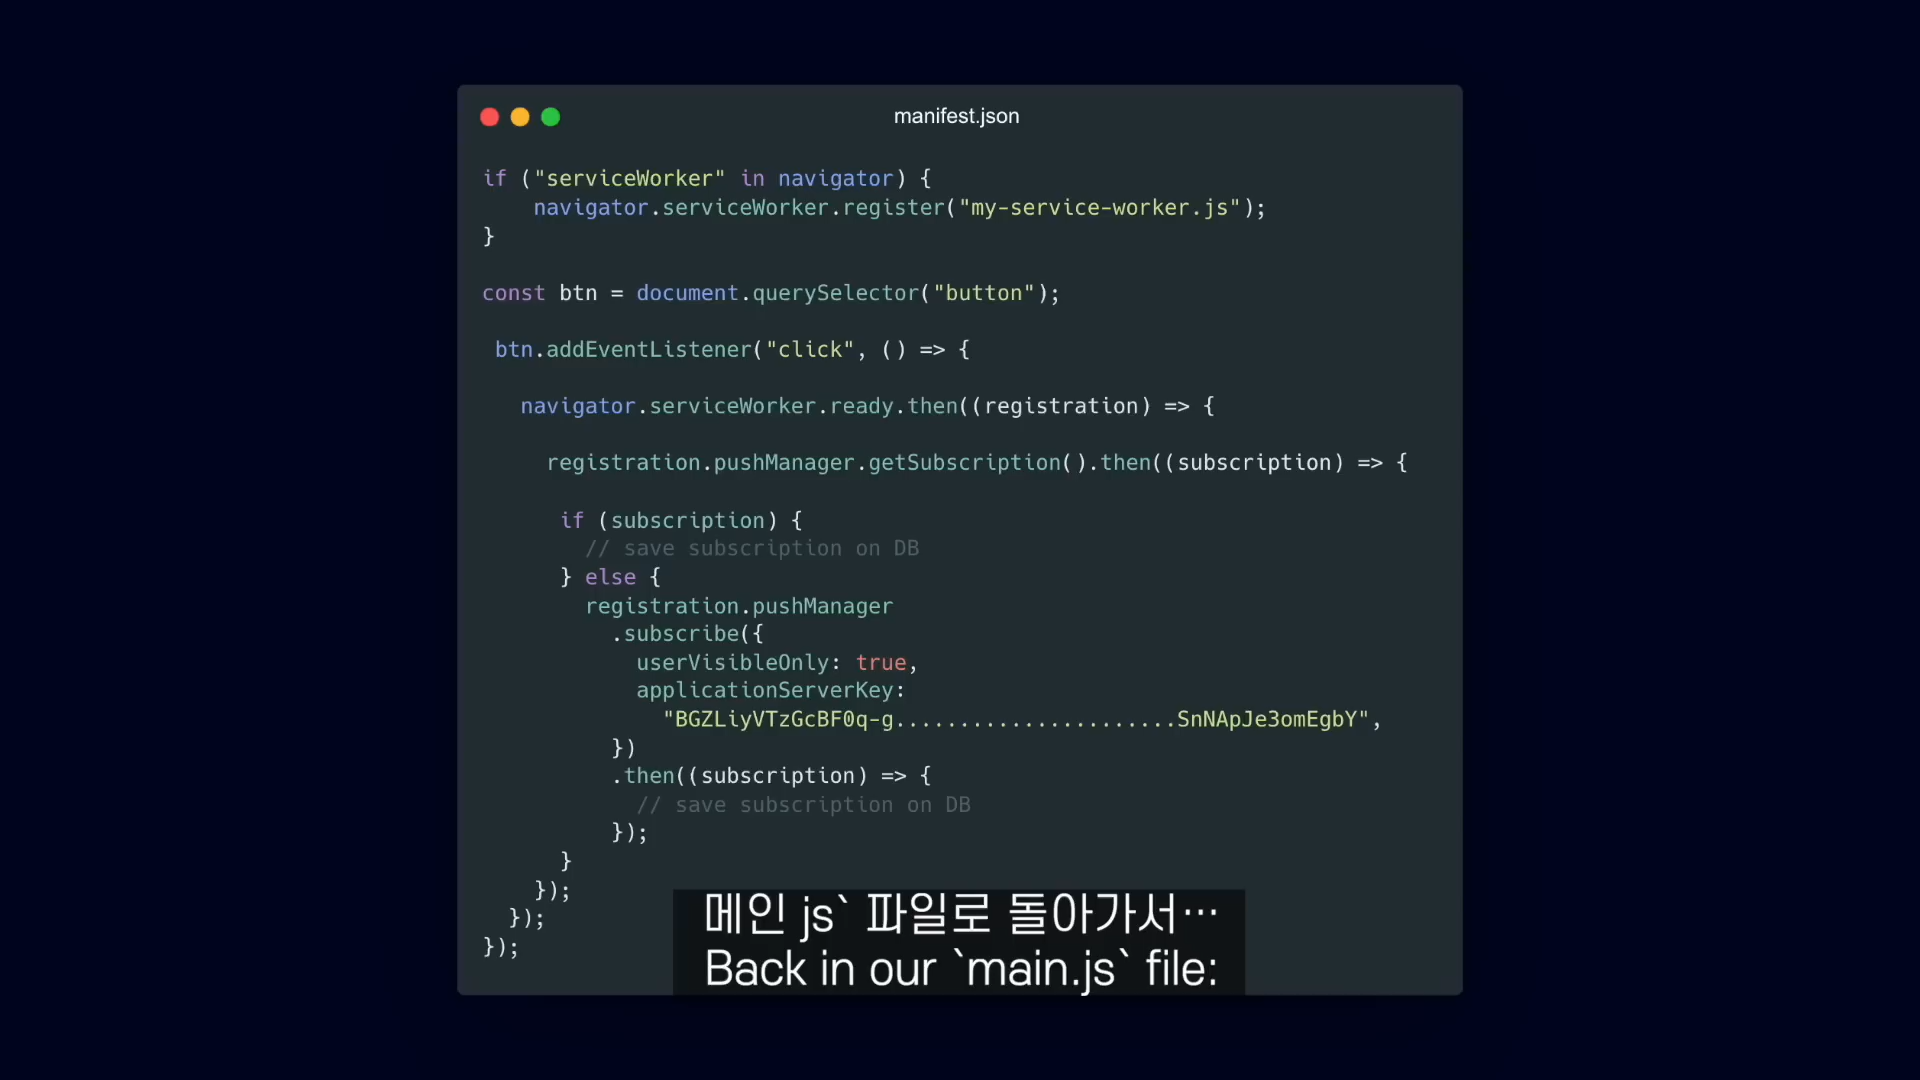 manifest.json
if ("serviceWorker" in navigator) {
navigator.serviceWorker.register("my-service-worker.js");
}
const btn = document.querySelector("button");
btn.addEventListener("click", () => {
navigator.serviceWorker.ready.then((registration) => {
registration.pushManager.getSubscription().then((subscription) => {
if (subscription) {
// save subscription on DB
} else {
registration.pushManager
.subscribe({
userVisibleOnly: true,
applicationServerKey:
"BGZLiyVTzGcBF0q-g......................SnNApJe3omEgbY",
})
.then((subscription) => {
// save subscription on DB
});
}
});
});
});
메인 js` 파일로 돌아가서…
Back in our `main.js` file: